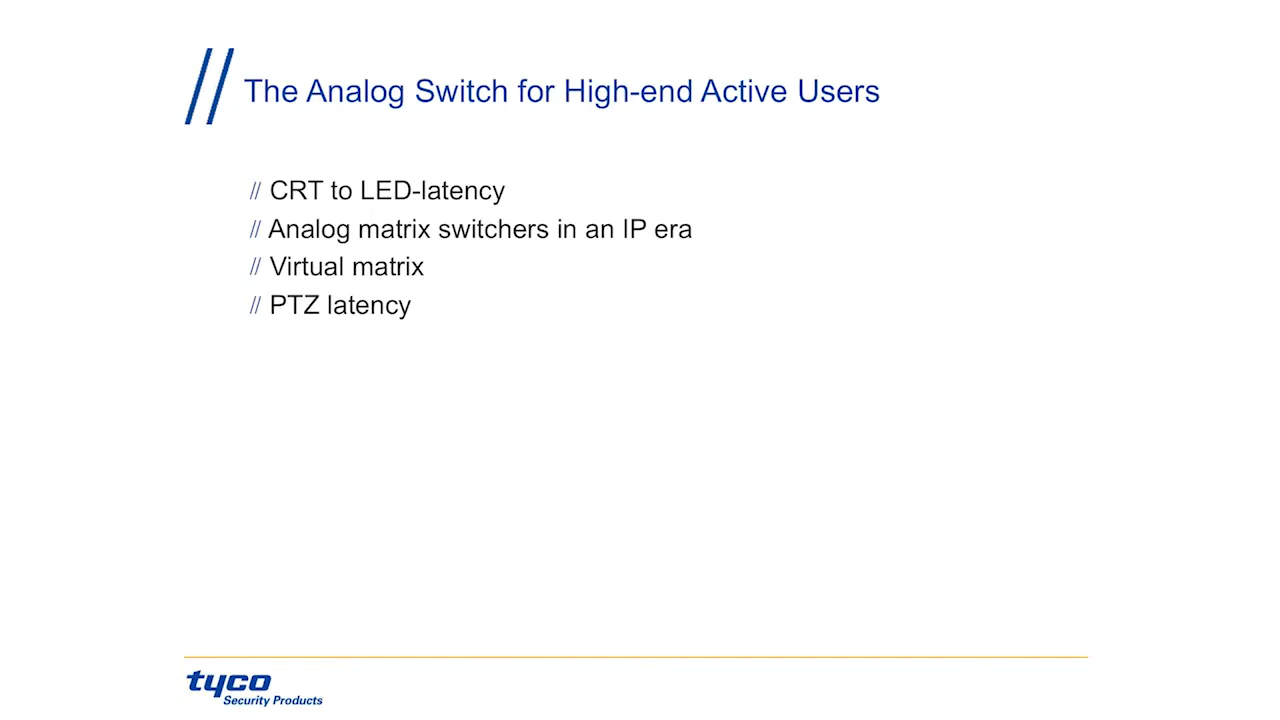 // The Analog Switch for High-end Active Users
// CRT to LED-latency
// Analog matrix switchers in an IP era
// Virtual matrix
// PTZ latency
tyco
Security Products